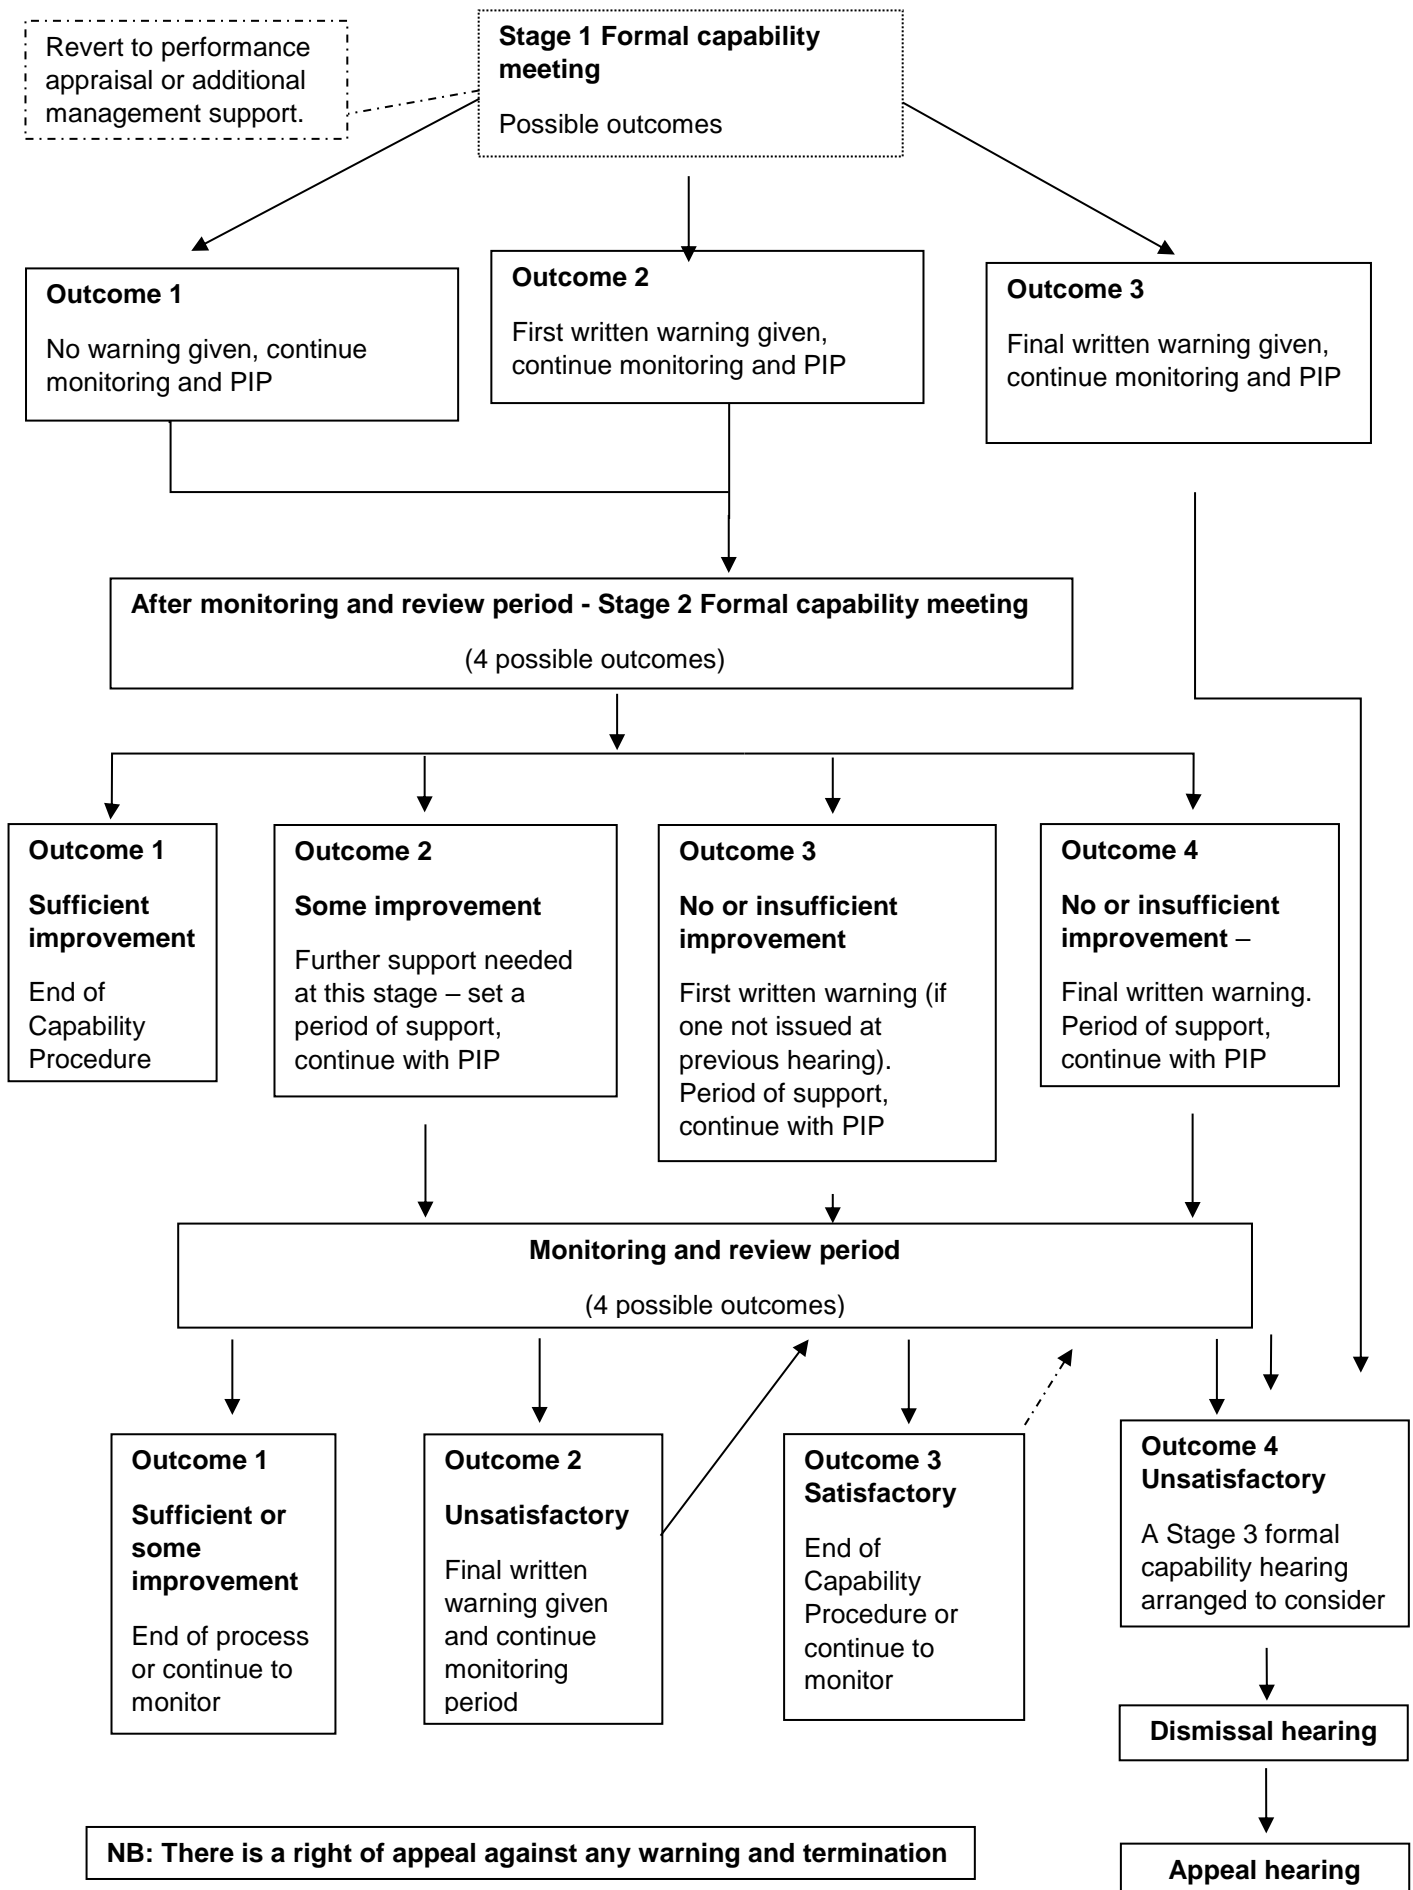 Revert to performance
appraisal or additional
management support.
Stage 1 Formal capability
meeting
Possible outcomes
Outcome 1
No warning given, continue
monitoring and PIP
Outcome 2
First written warning given,
continue monitoring and PIP
Outcome 3
Final written warning given,
continue monitoring and PIP
After monitoring and review period - Stage 2 Formal capability meeting
(4 possible outcomes)
Outcome 1
Sufficient
improvement
End of
Capability
Procedure
Outcome 2
Some improvement
Further support needed
at this stage – set a
period of support,
continue with PIP
Outcome 3
No or insufficient
improvement
First written warning (if
one not issued at
previous hearing).
Period of support,
continue with PIP
Outcome 4
No or insufficient
improvement –
Final written warning.
Period of support,
continue with PIP
Monitoring and review period
(4 possible outcomes)
Outcome 1
Sufficient or
some
improvement
End of process
or continue to
monitor
Outcome 2
Unsatisfactory
Final written
warning given
and continue
monitoring
period
Outcome 3
Satisfactory
End of
Capability
Procedure or
continue to
monitor
Outcome 4
Unsatisfactory
A Stage 3 formal
capability hearing
arranged to consider
Dismissal hearing
NB: There is a right of appeal against any warning and termination
Appeal hearing